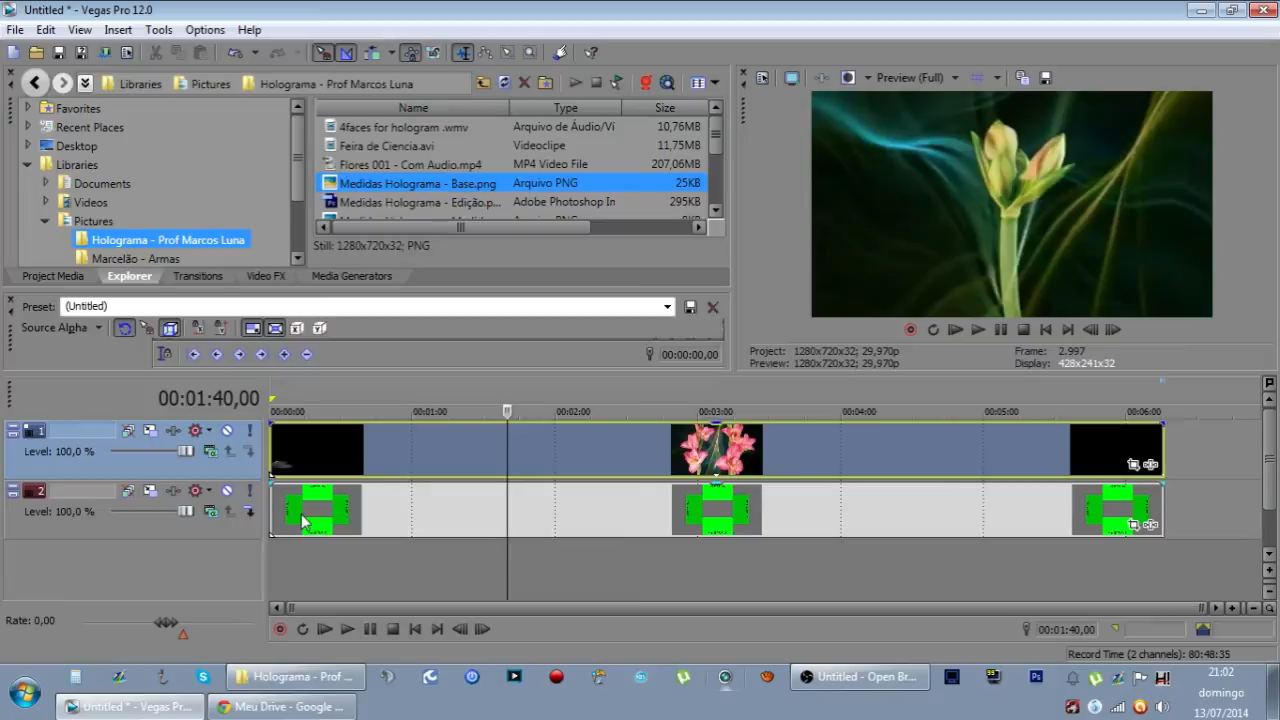 Untitled * - Vegas Pro 12.0
File Edit View Insert Tools Options Help
Libraries Pictures Holograma - Prof Marcos Luna
Favorites
Recent Places
Desktop
Libraries
Documents
Videos
Pictures
Holograma - Prof Marcos Luna
Marcelão - Armas
Name Type Size
4faces for hologram .wmv Arquivo de Áudio/Ví 10,76MB
Feira de Ciencia.avi Videoclipe 11,75MB
Flores 001 - Com Audio.mp4 MP4 Video File 207,06MB
Medidas Holograma - Base.png Arquivo PNG 25KB
Medidas Holograma - Edição.p... Adobe Photoshop In 295KB
Still: 1280x720x32; PNG
Project Media Explorer Transitions Video FX Media Generators
Preset: (Untitled)
Source Alpha
00:00:00,00
Preview (Full)
Project: 1280x720x32; 29,970p Frame: 2.997
Preview: 1280x720x32; 29,970p Display: 428x241x32
00:01:40,00
00:00:00 00:01:00 00:02:00 00:03:00 00:04:00 00:05:00 00:06:00
1
Level: 100,0 %
2
Level: 100,0 %
Rate: 0,00
00:01:40,00
Record Time (2 channels): 80:48:35
Holograma - Prof ... Untitled - Open Br...
Untitled * - Vegas Pr... Meu Drive - Google ...
21:02
domingo
13/07/2014